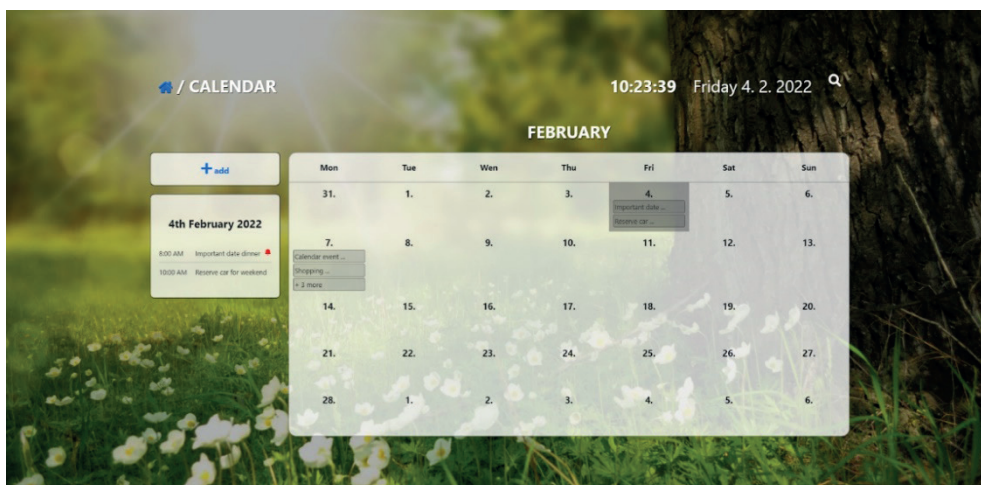 / CALENDAR
10:23:39 Friday 4. 2. 2022
FEBRUARY
+ add
4th February 2022
8:00 AM Important date dinner
10:00 AM Reserve car for weekend
Mon Tue Wen Thu Fri Sat Sun
31. 1. 2. 3. 4. 5. 6.
Important date ...
Reserve car ...
7. 8. 9. 10. 11. 12. 13.
Calendar event ...
Shopping ...
+ 3 more
14. 15. 16. 17. 18. 19. 20.
21. 22. 23. 24. 25. 26. 27.
28. 1. 2. 3. 4. 5. 6.